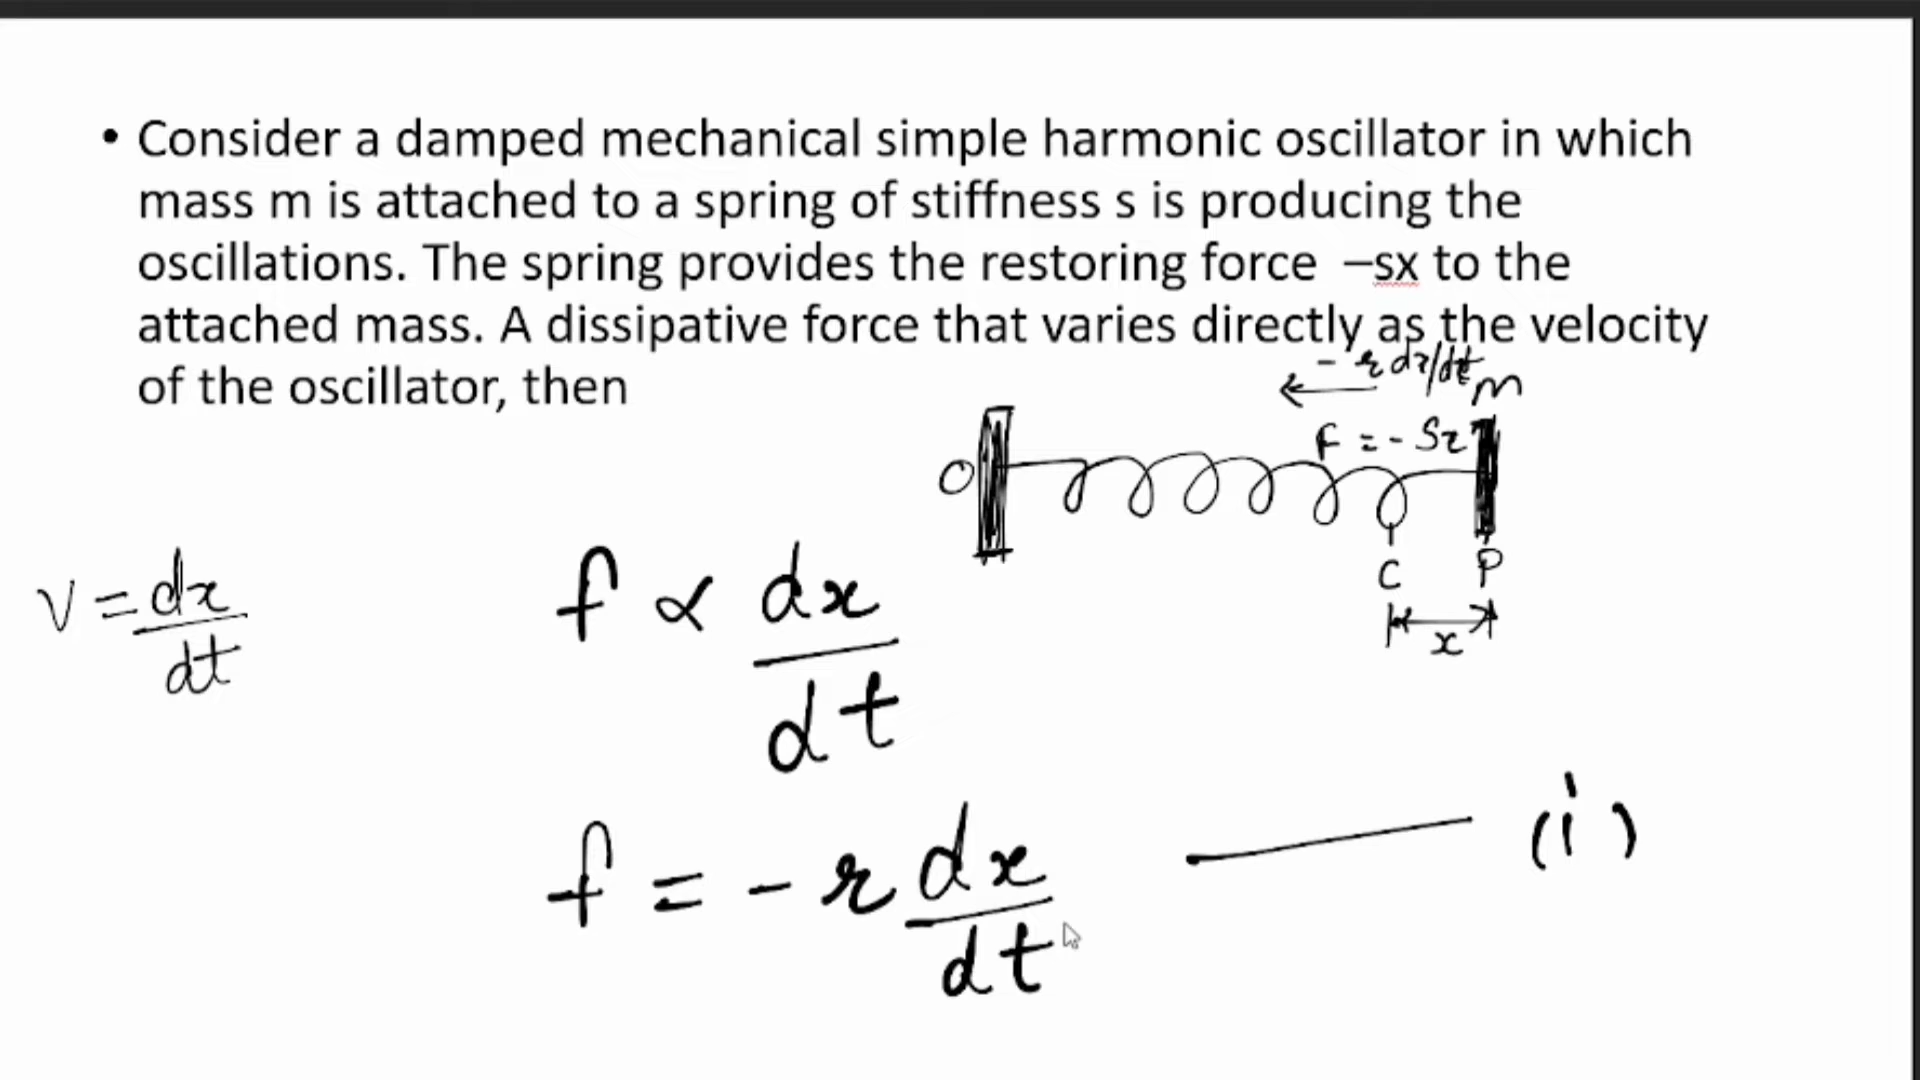 • Consider a damped mechanical simple harmonic oscillator in which
mass m is attached to a spring of stiffness s is producing the
oscillations. The spring provides the restoring force –sx to the
attached mass. A dissipative force that varies directly as the velocity
of the oscillator, then
- r dx/dt
m
F = - Sx
O
C P
x
v = dx/dt
f ∝ dx/dt
f = - r dx/dt (i)